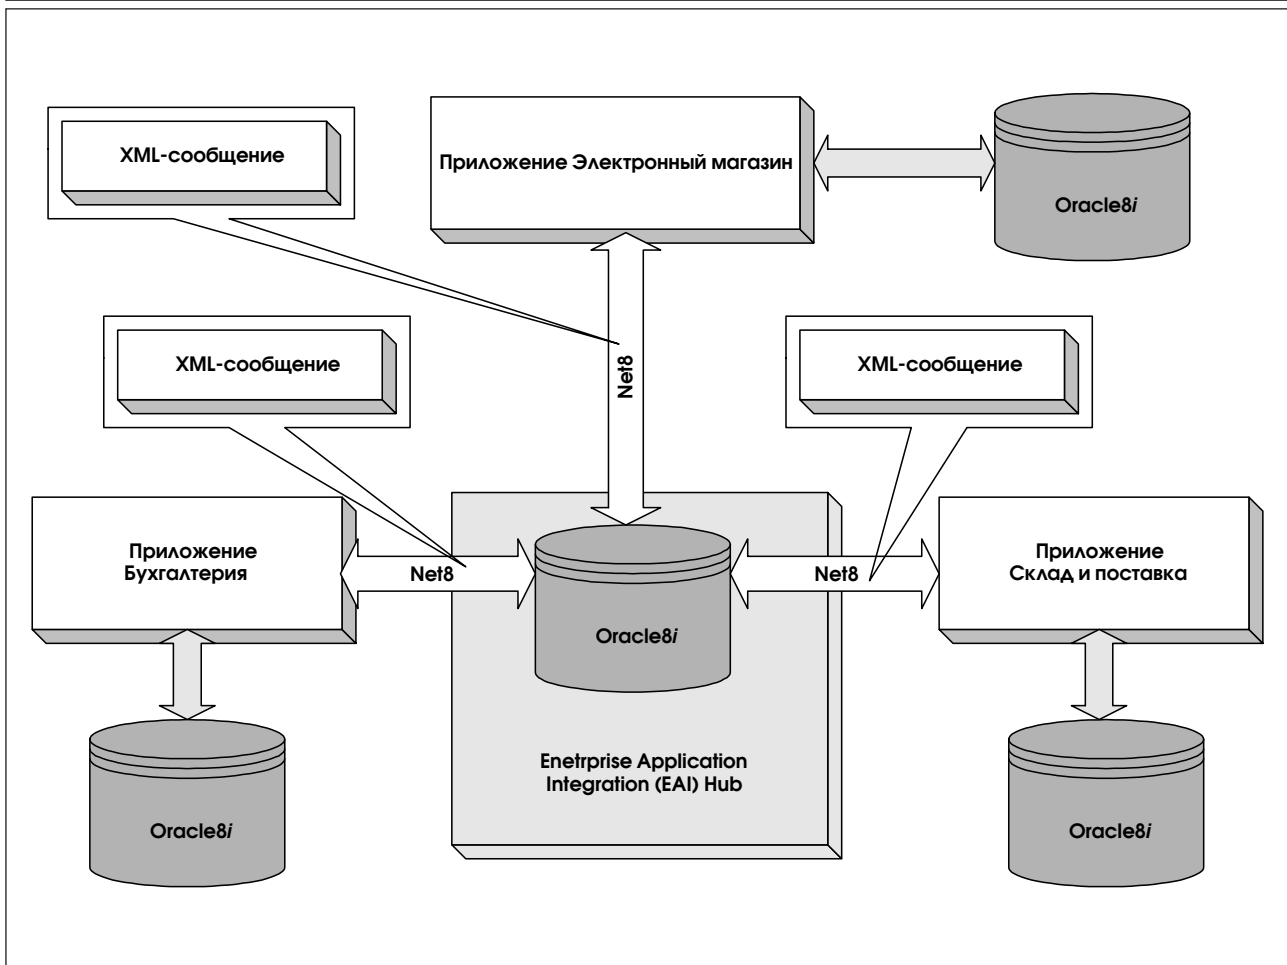 XML-сообщение
Приложение Электронный магазин
Oracle8i
XML-сообщение
Net8
XML-сообщение
Приложение
Бухгалтерия
Net8
Net8
Приложение
Склад и поставка
Oracle8i
Enetrprise Application
Integration (EAI) Hub
Oracle8i
Oracle8i